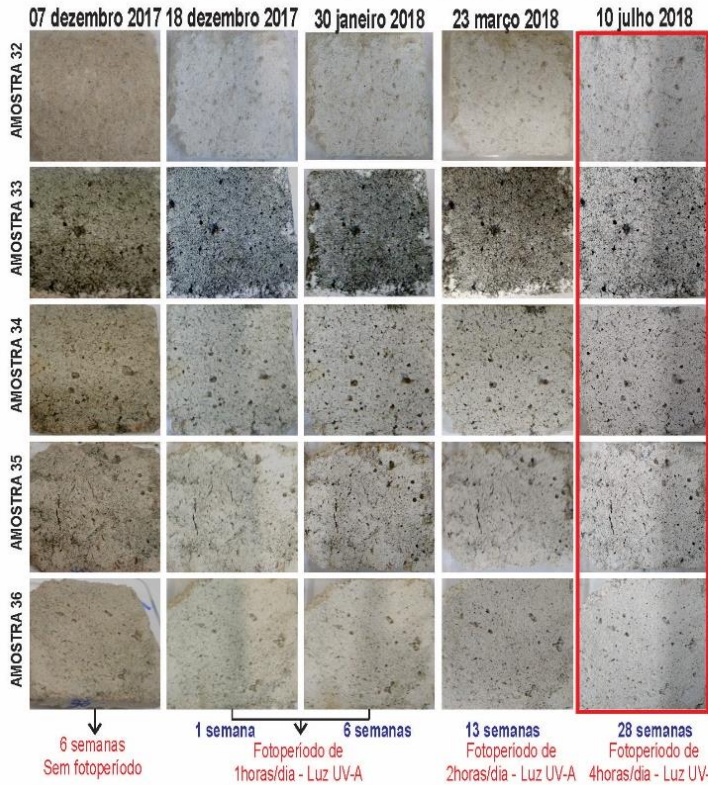 07 dezembro 2017 18 dezembro 2017 30 janeiro 2018 23 março 2018 10 julho 2018
AMOSTRA 32
AMOSTRA 33
AMOSTRA 34
AMOSTRA 35
AMOSTRA 36
6 semanas
Sem fotoperíodo
1 semana
6 semanas
Fotoperíodo de
1horas/dia - Luz UV-A
13 semanas
Fotoperíodo
2horas/dia - Luz UV-A
28 semanas
Fotoperíodo de
4horas/dia - Luz UV-